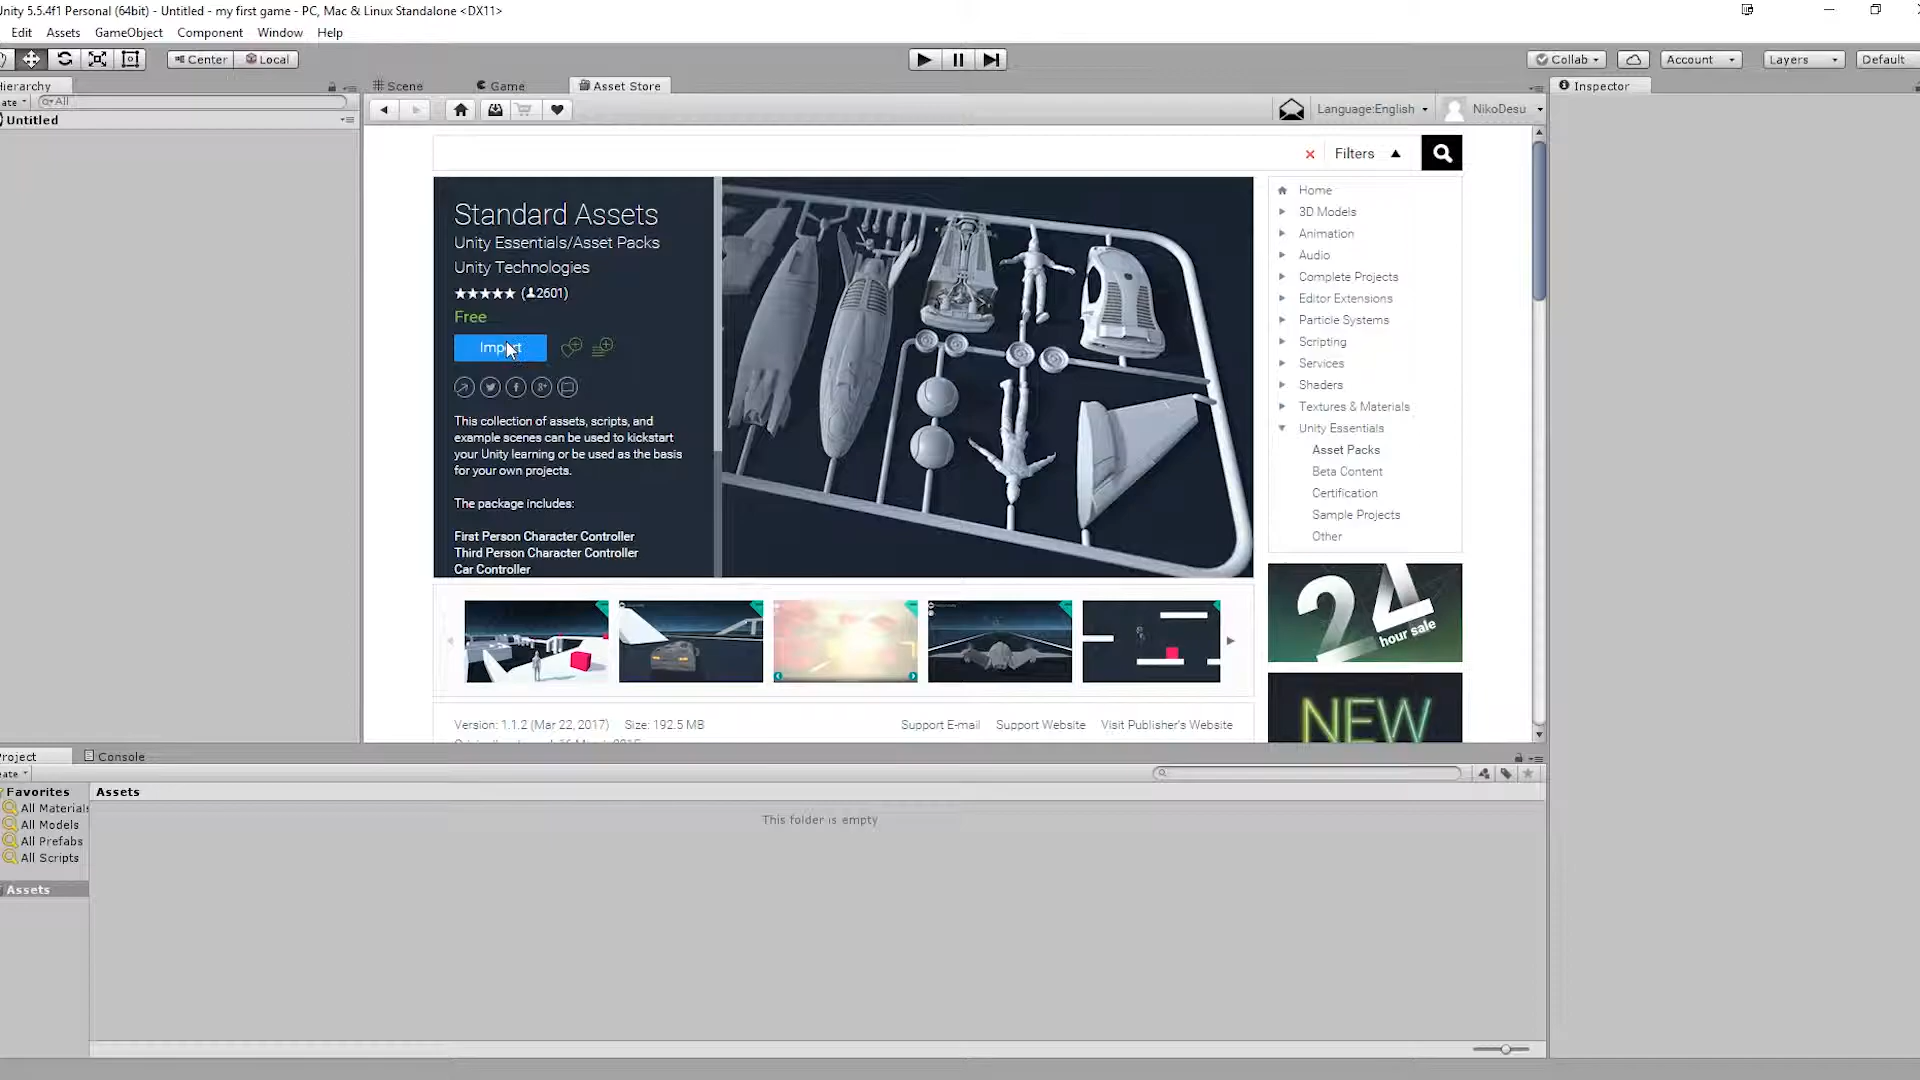 Unity 5.5.4f1 Personal (64bit) - Untitled - my first game - PC, Mac & Linux Standalone <DX11>
Edit Assets GameObject Component Window Help
Center Local Collab Account Layers Default
Hierarchy
Scene Game Asset Store Inspector
All
Language:English NikoDesu
Untitled
Filters
Standard Assets
Unity Essentials/Asset Packs
Unity Technologies
(2601)
Free
Import
This collection of assets, scripts, and
example scenes can be used to kickstart
your Unity learning or be used as the basis
for your own projects.
The package includes:
First Person Character Controller
Third Person Character Controller
Car Controller
Home
3D Models
Animation
Audio
Complete Projects
Editor Extensions
Particle Systems
Scripting
Services
Shaders
Textures & Materials
Unity Essentials
Asset Packs
Beta Content
Certification
Sample Projects
Other
24
hour sale
NEW
Version: 1.1.2 (Mar 22, 2017) Size: 192.5 MB
Support E-mail Support Website Visit Publisher's Website
Project Console
eate
Favorites
All Materials
All Models
All Prefabs
All Scripts
Assets
Assets
This folder is empty